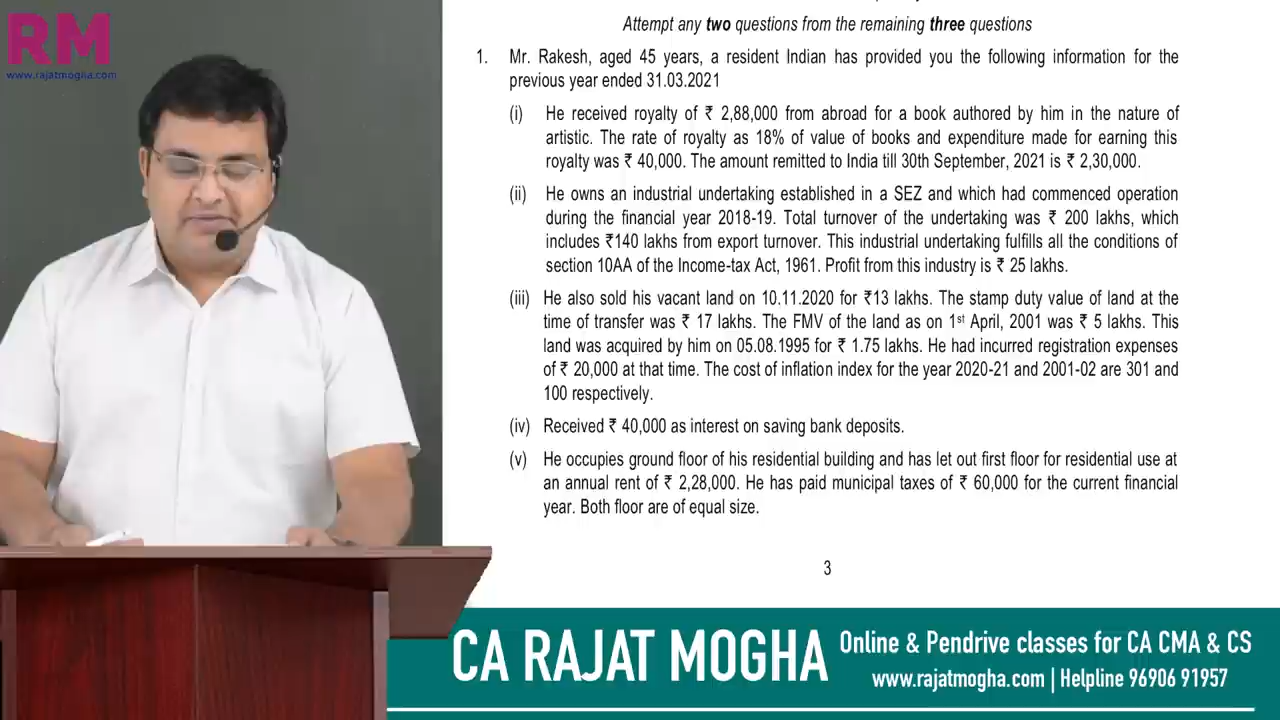 RM
www.rajatmogha.com
Attempt any two questions from the remaining three questions
1. Mr. Rakesh, aged 45 years, a resident Indian has provided you the following information for the
previous year ended 31.03.2021
(i) He received royalty of ₹ 2,88,000 from abroad for a book authored by him in the nature of
artistic. The rate of royalty as 18% of value of books and expenditure made for earning this
royalty was ₹ 40,000. The amount remitted to India till 30th September, 2021 is ₹ 2,30,000.
(ii) He owns an industrial undertaking established in a SEZ and which had commenced operation
during the financial year 2018-19. Total turnover of the undertaking was ₹ 200 lakhs, which
includes ₹140 lakhs from export turnover. This industrial undertaking fulfills all the conditions of
section 10AA of the Income-tax Act, 1961. Profit from this industry is ₹ 25 lakhs.
(iii) He also sold his vacant land on 10.11.2020 for ₹13 lakhs. The stamp duty value of land at the
time of transfer was ₹ 17 lakhs. The FMV of the land as on 1st April, 2001 was ₹ 5 lakhs. This
land was acquired by him on 05.08.1995 for ₹ 1.75 lakhs. He had incurred registration expenses
of ₹ 20,000 at that time. The cost of inflation index for the year 2020-21 and 2001-02 are 301 and
100 respectively.
(iv) Received ₹ 40,000 as interest on saving bank deposits.
(v) He occupies ground floor of his residential building and has let out first floor for residential use at
an annual rent of ₹ 2,28,000. He has paid municipal taxes of ₹ 60,000 for the current financial
year. Both floor are of equal size.
3
CA RAJAT MOGHA
Online & Pendrive classes for CA CMA & CS
www.rajatmogha.com | Helpline 96906 91957